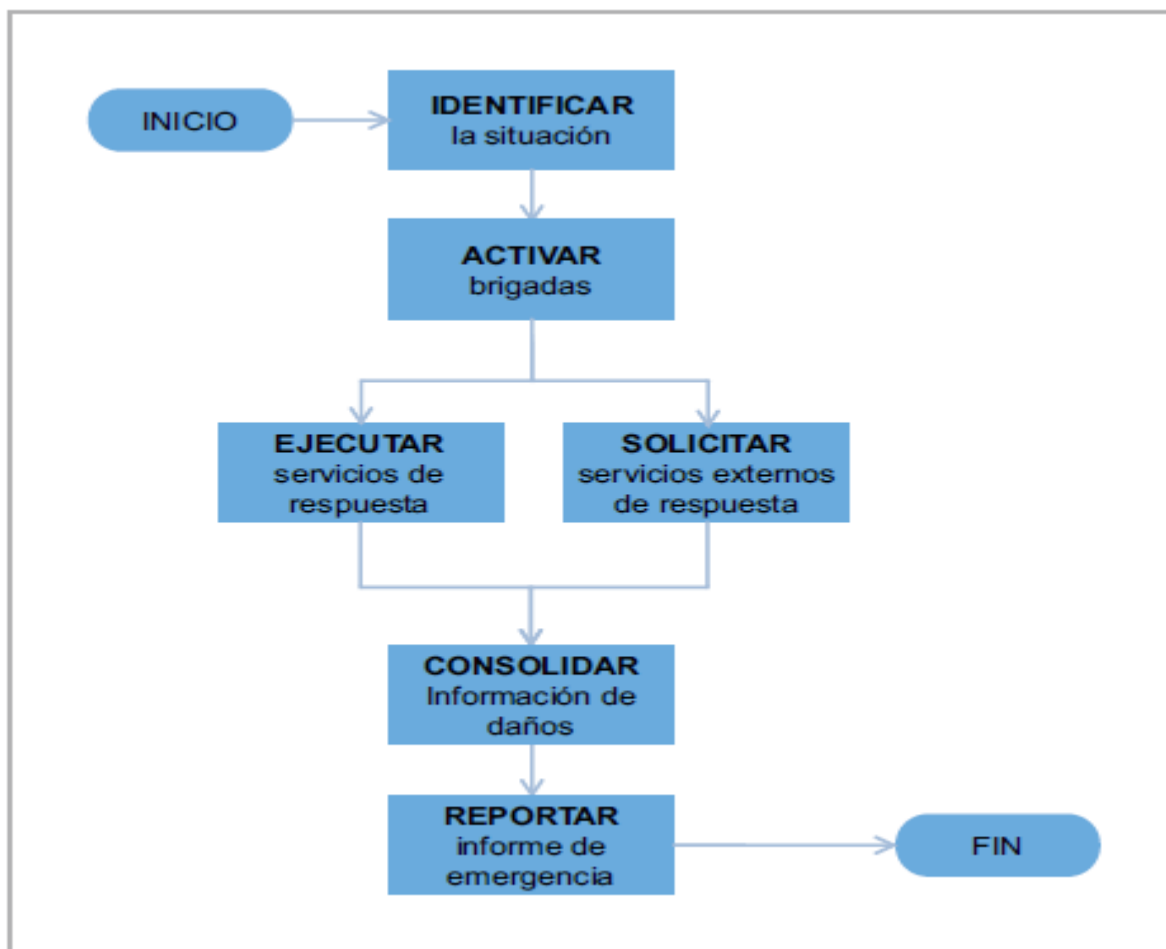 INICIO
IDENTIFICAR
la situación
ACTIVAR
brigadas
EJECUTAR
servicios de
respuesta
SOLICITAR
servicios externos
de respuesta
CONSOLIDAR
Información de
daños
REPORTAR
informe de
emergencia
FIN